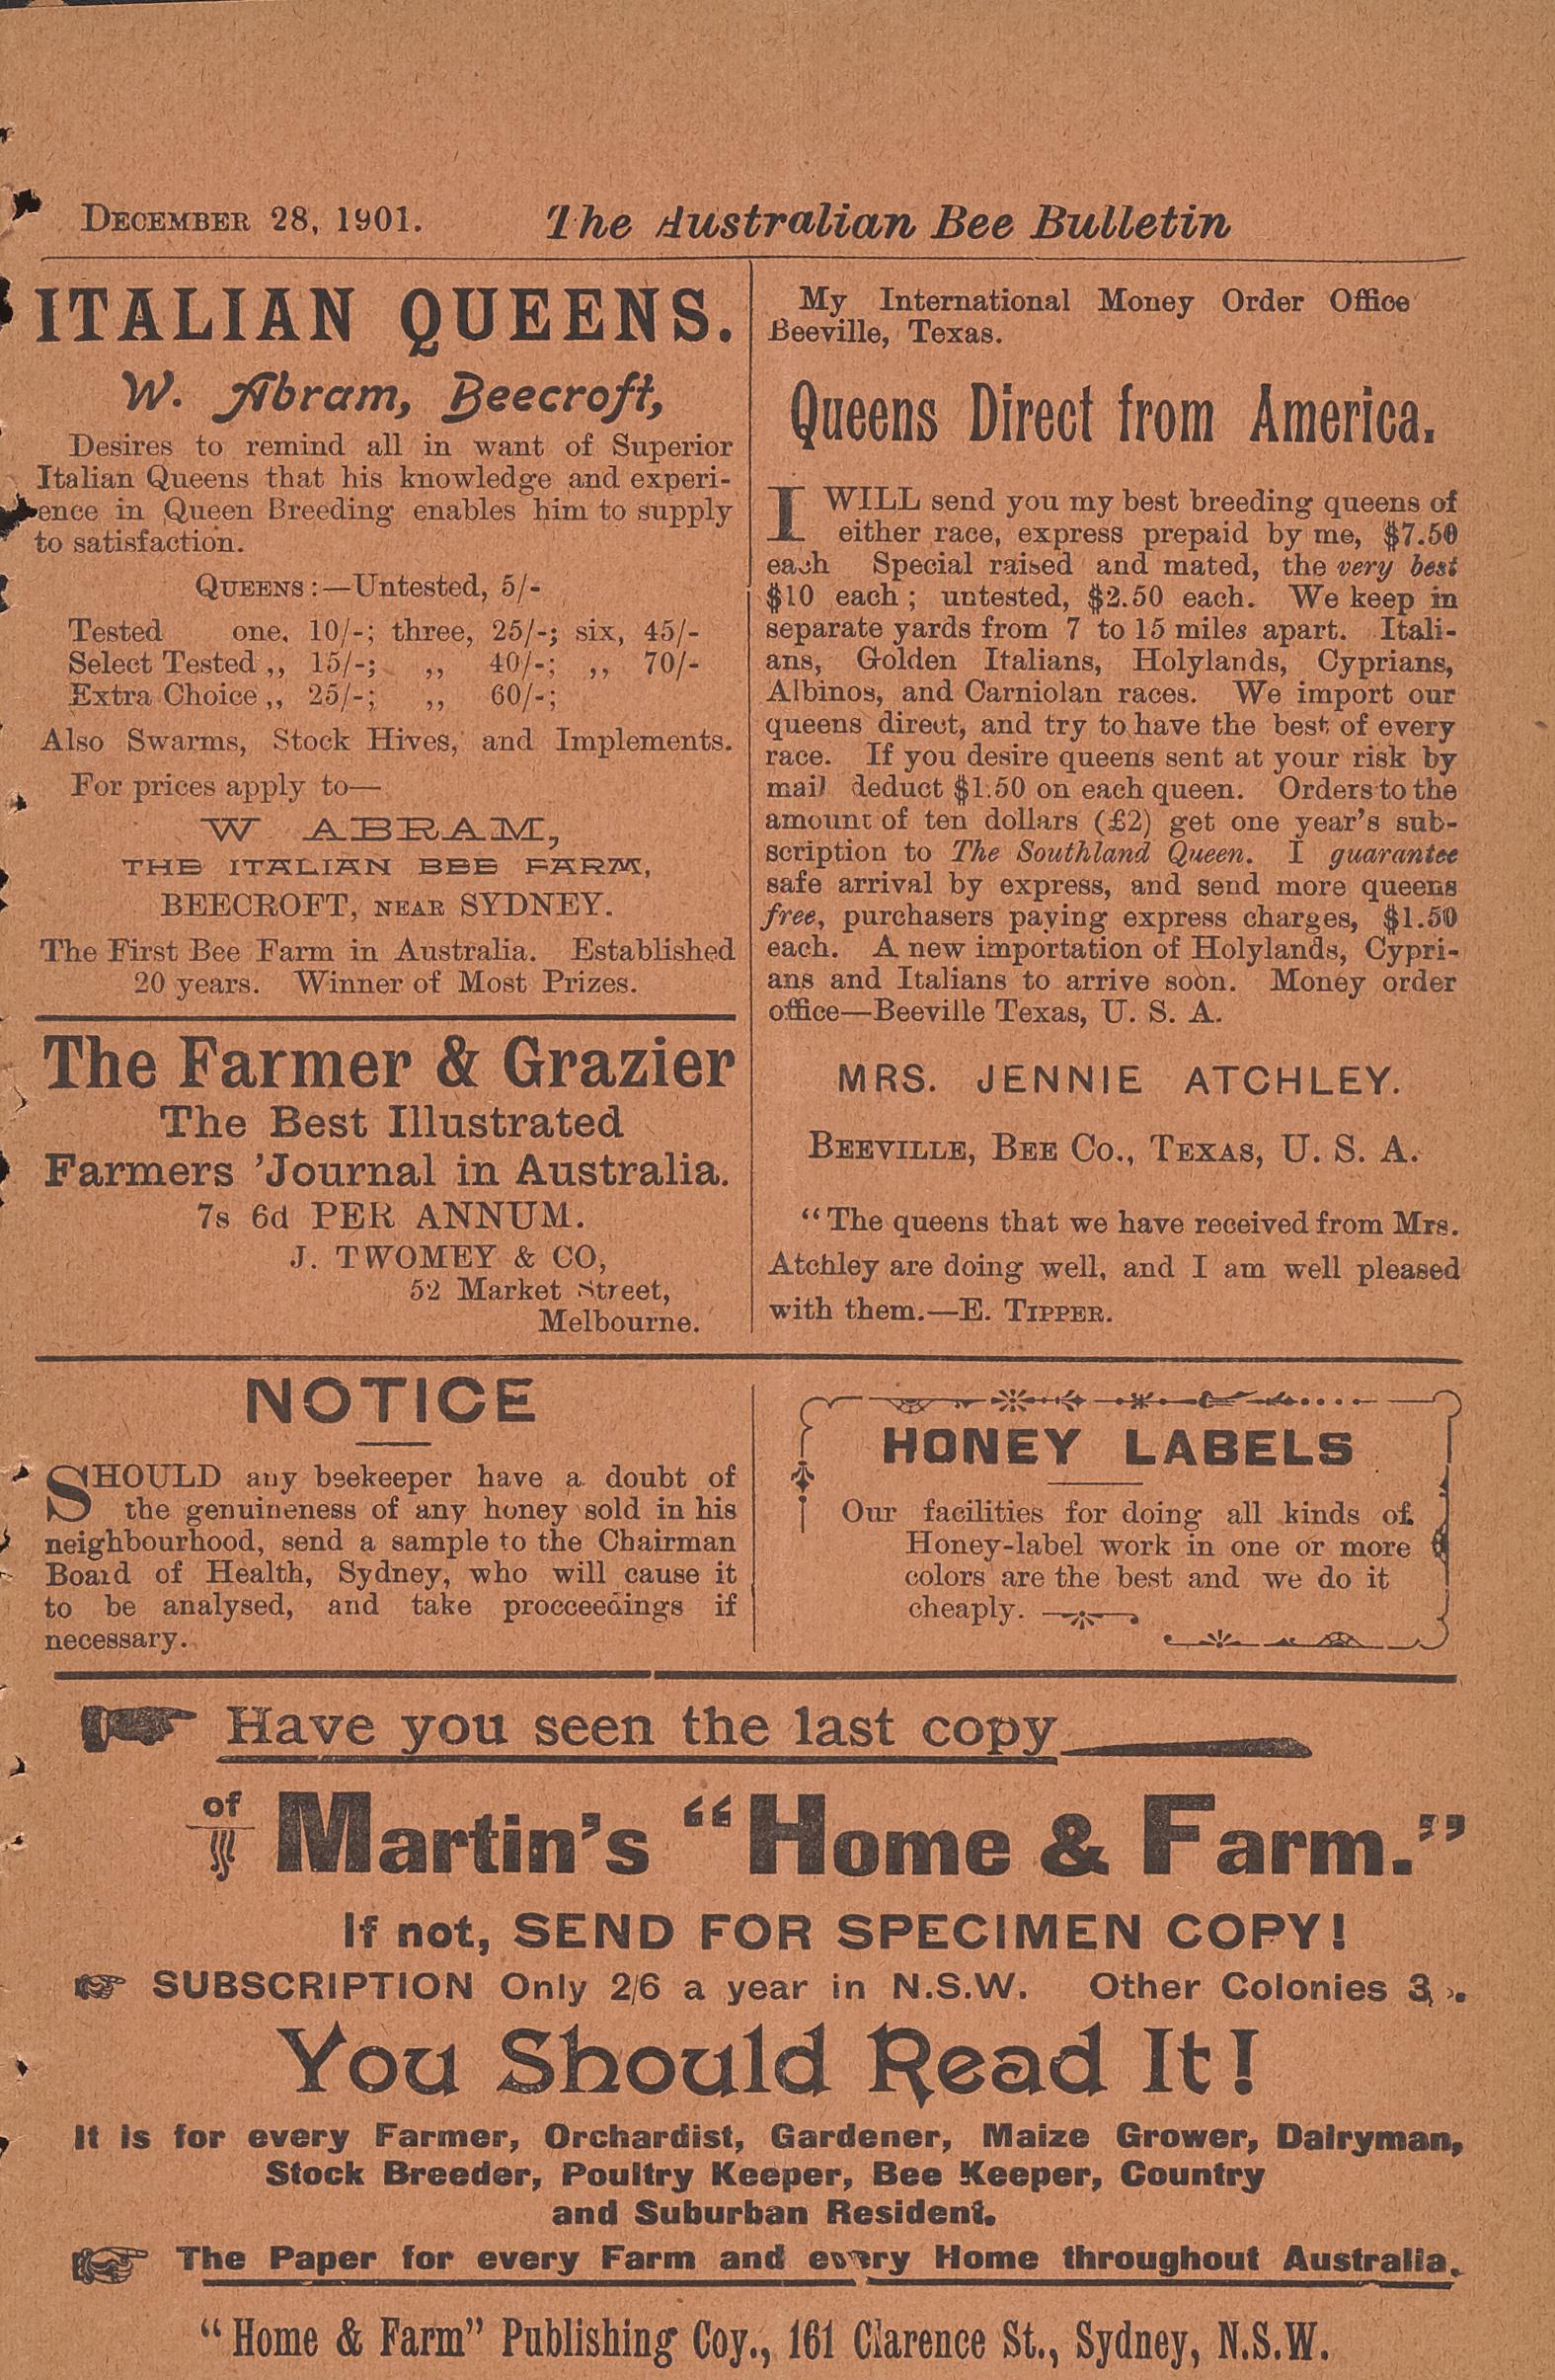 DECEMBER 28, 1901. The Australian Bee Bulletin
ITALIAN QUEENS.
W. Abram, Beecroft,
Desires to remind all in want of Superior
Italian Queens that his knowledge and experi-
ence in Queen Breeding enables him to supply
to satisfaction.
QUEENS:—Untested, 5/-
Tested one, 10/-; three, 25/-; six, 45/-
Select Tested ,, 15/-; ,, 40/-; ,, 70/-
Extra Choice ,, 25/-; ,, 60/-;
Also Swarms, Stock Hives, and Implements.
For prices apply to—
W ABRAM,
THE ITALIAN BEE FARM,
BEECROFT, NEAR SYDNEY.
The First Bee Farm in Australia. Established
20 years. Winner of Most Prizes.
The Farmer & Grazier
The Best Illustrated
Farmers 'Journal in Australia.
7s 6d PER ANNUM.
J. TWOMEY & CO,
52 Market Street,
Melbourne.
My International Money Order Office
Beeville, Texas.
Queens Direct from America.
I WILL send you my best breeding queens of
either race, express prepaid by me, $7.50
each Special raised and mated, the very best
$10 each; untested, $2.50 each. We keep in
separate yards from 7 to 15 miles apart. Itali-
ans, Golden Italians, Holylands, Cyprians,
Albinos, and Carniolan races. We import our
queens direct, and try to have the best of every
race. If you desire queens sent at your risk by
mail deduct $1.50 on each queen. Orders to the
amount of ten dollars (£2) get one year's sub-
scription to The Southland Queen. I guarantee
safe arrival by express, and send more queens
free, purchasers paying express charges, $1.50
each. A new importation of Holylands, Cypri-
ans and Italians to arrive soon. Money order
office—Beeville Texas, U. S. A.
MRS. JENNIE ATCHLEY.
BEEVILLE, BEE CO., TEXAS, U. S. A.
"The queens that we have received from Mrs.
Atchley are doing well, and I am well pleased
with them.—E. TIPPER.
NOTICE
SHOULD any beekeeper have a doubt of
the genuineness of any honey sold in his
neighbourhood, send a sample to the Chairman
Board of Health, Sydney, who will cause it
to be analysed, and take procceedings if
necessary.
HONEY LABELS
Our facilities for doing all kinds of
Honey-label work in one or more
colors are the best and we do it
cheaply.
Have you seen the last copy
of Martin's "Home & Farm."
If not, SEND FOR SPECIMEN COPY!
SUBSCRIPTION Only 2/6 a year in N.S.W. Other Colonies 3
You Should Read It!
It is for every Farmer, Orchardist, Gardener, Maize Grower, Dairyman,
Stock Breeder, Poultry Keeper, Bee Keeper, Country
and Suburban Resident.
The Paper for every Farm and every Home throughout Australia.
"Home & Farm" Publishing Coy., 161 Clarence St., Sydney, N.S.W.